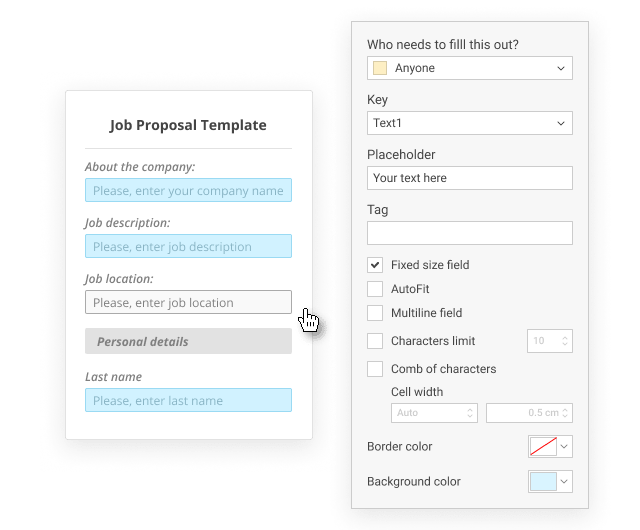 Job Proposal Template
About the company:
Please, enter your company name
Job description:
Please, enter job description
Job location:
Please, enter job location
Personal details
Last name
Please, enter last name
Who needs to filll this out?
Anyone
Key
Text1
Placeholder
Your text here
Tag
Fixed size field
AutoFit
Multiline field
Characters limit 10
Comb of characters
Cell width
Auto 0.5 cm
Border color
Background color